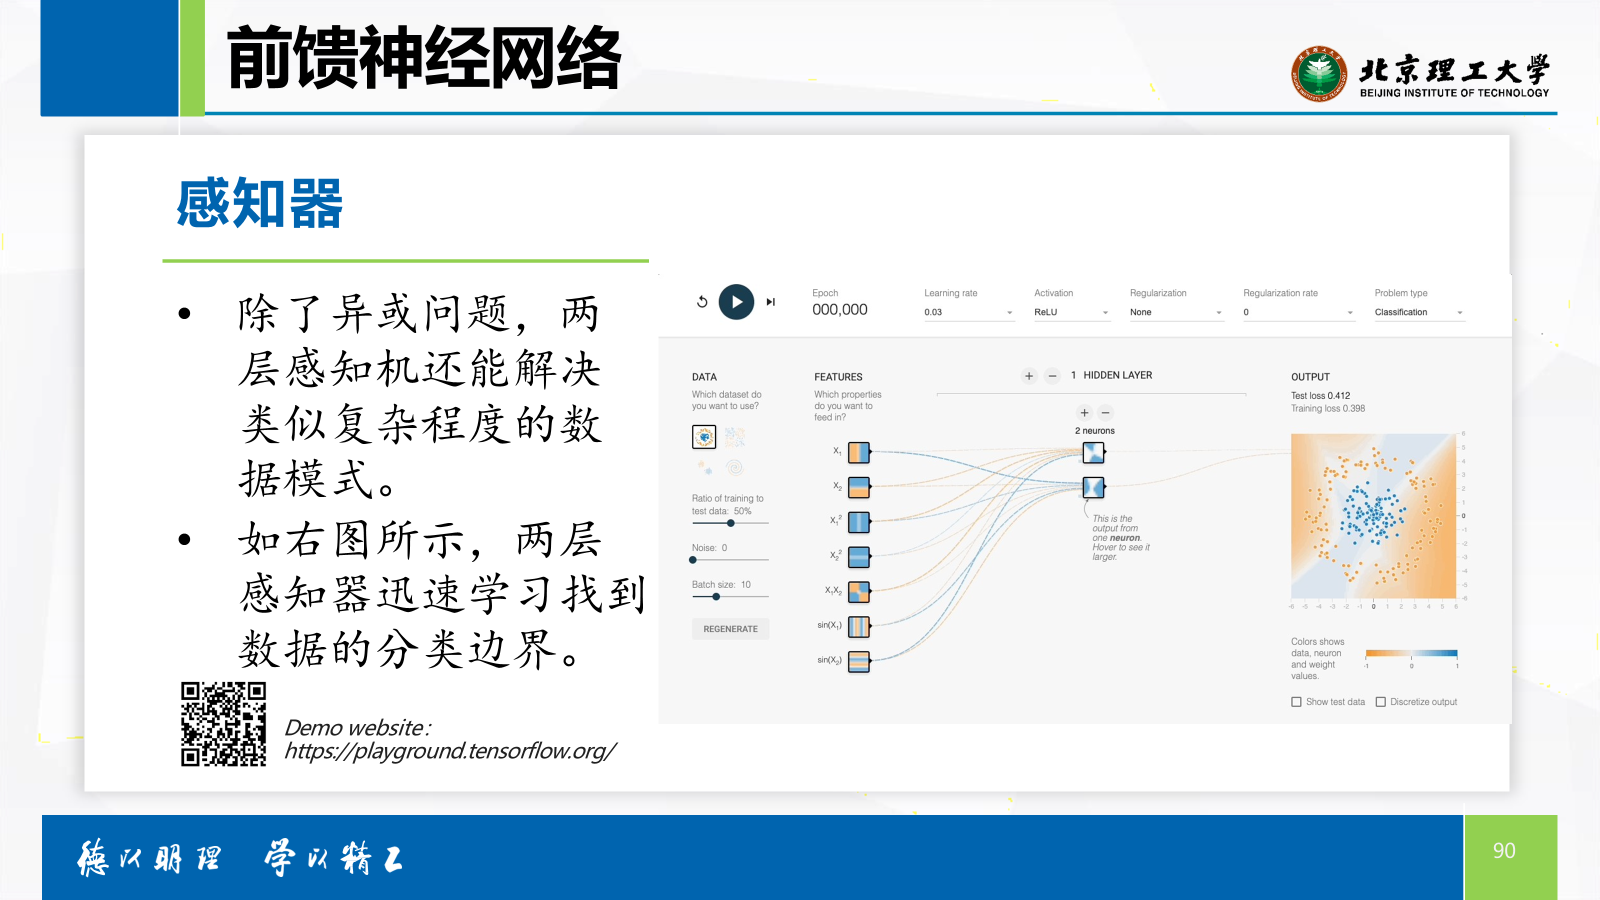 前馈神经网络
北京理工大学
BEIJING INSTITUTE OF TECHNOLOGY
感知器
• 除了异或问题，两
层感知机还能解决
类似复杂程度的数
据模式。
• 如右图所示，两层
感知器迅速学习找到
数据的分类边界。
Demo website：
https://playground.tensorflow.org/
Epoch
000,000
Learning rate
0.03
Activation
ReLU
Regularization
None
Regularization rate
0
Problem type
Classification
DATA
Which dataset do
you want to use?
Ratio of training to
test data: 50%
Noise: 0
Batch size: 10
REGENERATE
FEATURES
Which properties
do you want to
feed in?
X₁
X₂
X₁²
X₂²
X₁X₂
sin(X₁)
sin(X₂)
+ − 1 HIDDEN LAYER
+ −
2 neurons
This is the
output from
one neuron.
Hover to see it
larger.
OUTPUT
Test loss 0.412
Training loss 0.398
6
5
4
3
2
1
0
-1
-2
-3
-4
-5
-6
-6 -5 -4 -3 -2 -1 0 1 2 3 4 5 6
Colors shows
data, neuron
and weight
values.
-1 0 1
Show test data
Discretize output
德以明理 学以精工
90